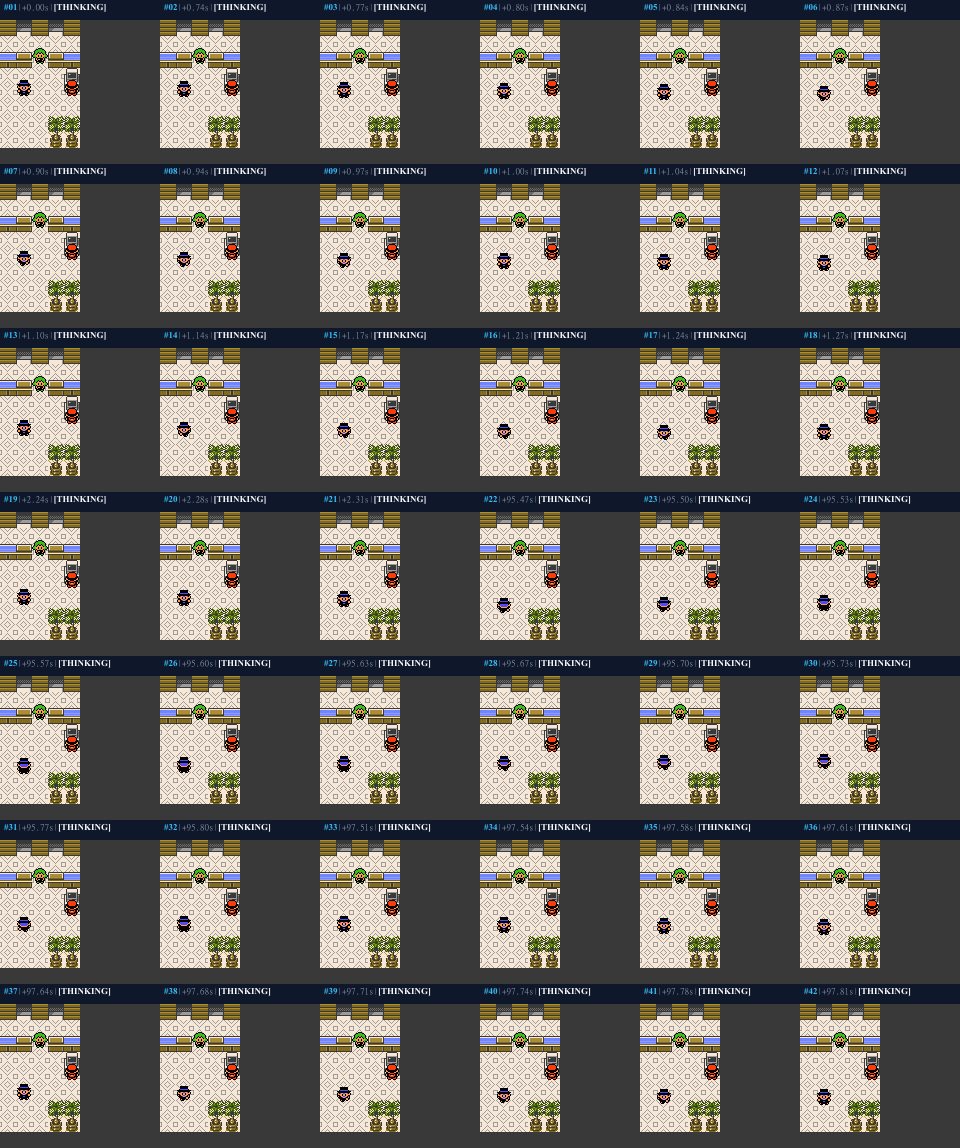 #01|+0.00s|[THINKING] #02|+0.74s|[THINKING] #03|+0.77s|[THINKING] #04|+0.80s|[THINKING] #05|+0.84s|[THINKING] #06|+0.87s|[THINKING]
#07|+0.90s|[THINKING] #08|+0.94s|[THINKING] #09|+0.97s|[THINKING] #10|+1.00s|[THINKING] #11|+1.04s|[THINKING] #12|+1.07s|[THINKING]
#13|+1.10s|[THINKING] #14|+1.14s|[THINKING] #15|+1.17s|[THINKING] #16|+1.21s|[THINKING] #17|+1.24s|[THINKING] #18|+1.27s|[THINKING]
#19|+2.24s|[THINKING] #20|+2.28s|[THINKING] #21|+2.31s|[THINKING] #22|+95.47s|[THINKING] #23|+95.50s|[THINKING] #24|+95.53s|[THINKING]
#25|+95.57s|[THINKING] #26|+95.60s|[THINKING] #27|+95.63s|[THINKING] #28|+95.67s|[THINKING] #29|+95.70s|[THINKING] #30|+95.73s|[THINKING]
#31|+95.77s|[THINKING] #32|+95.80s|[THINKING] #33|+97.51s|[THINKING] #34|+97.54s|[THINKING] #35|+97.58s|[THINKING] #36|+97.61s|[THINKING]
#37|+97.64s|[THINKING] #38|+97.68s|[THINKING] #39|+97.71s|[THINKING] #40|+97.74s|[THINKING] #41|+97.78s|[THINKING] #42|+97.81s|[THINKING]